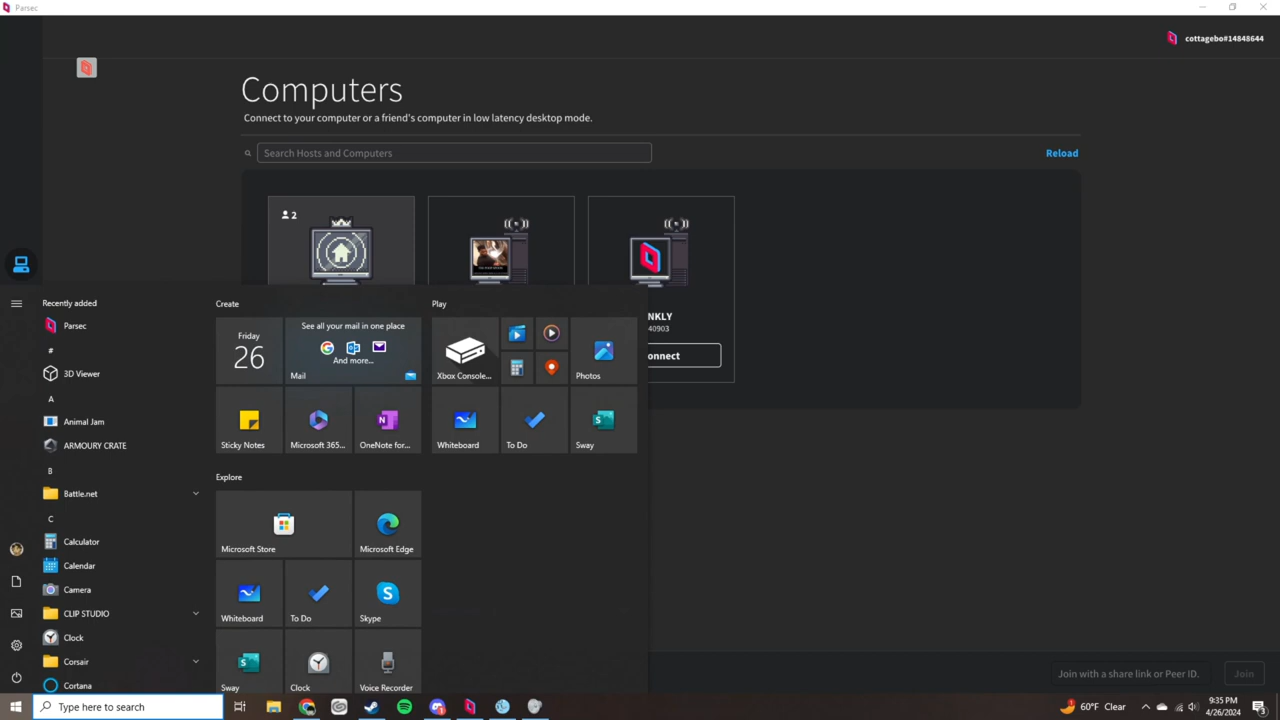 Parsec
cottagebo#14848644
Computers
Connect to your computer or a friend's computer in low latency desktop mode.
Search Hosts and Computers
Reload
2
NKLY
40903
onnect
Recently added
Parsec
#
3D Viewer
A
Animal Jam
ARMOURY CRATE
B
Battle.net
C
Calculator
Calendar
Camera
CLIP STUDIO
Clock
Corsair
Cortana
Create
Friday
26
See all your mail in one place
And more...
Mail
Sticky Notes
Microsoft 365...
OneNote for...
Play
Xbox Console...
Photos
Whiteboard
To Do
Sway
Explore
Microsoft Store
Microsoft Edge
Whiteboard
To Do
Skype
Sway
Clock
Voice Recorder
Join with a share link or Peer ID.
Join
Type here to search
60°F Clear
9:35 PM
4/26/2024
3